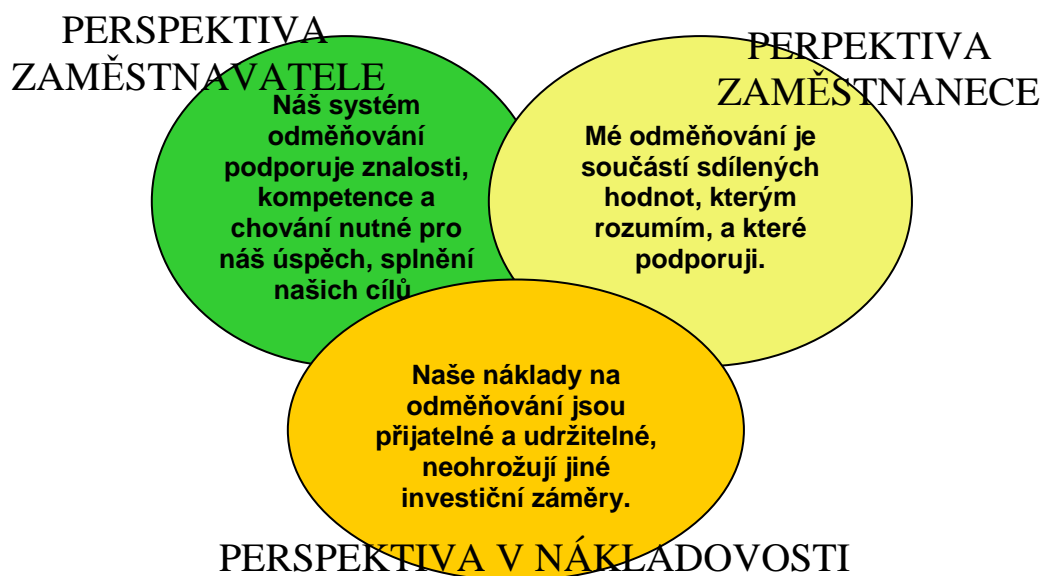 PERSPEKTIVA
ZAMĚSTNAVATELE
Náš systém
odměňování
podporuje znalosti,
kompetence a
chování nutné pro
náš úspěch, splnění
našich cílů
PERPEKTIVA
ZAMĚSTNANECE
Mé odměňování je
součástí sdílených
hodnot, kterým
rozumím, a které
podporuji.
Naše náklady na
odměňování jsou
přijatelné a udržitelné,
neohrožují jiné
investiční záměry.
PERSPEKTIVA V NÁKLADOVOSTI